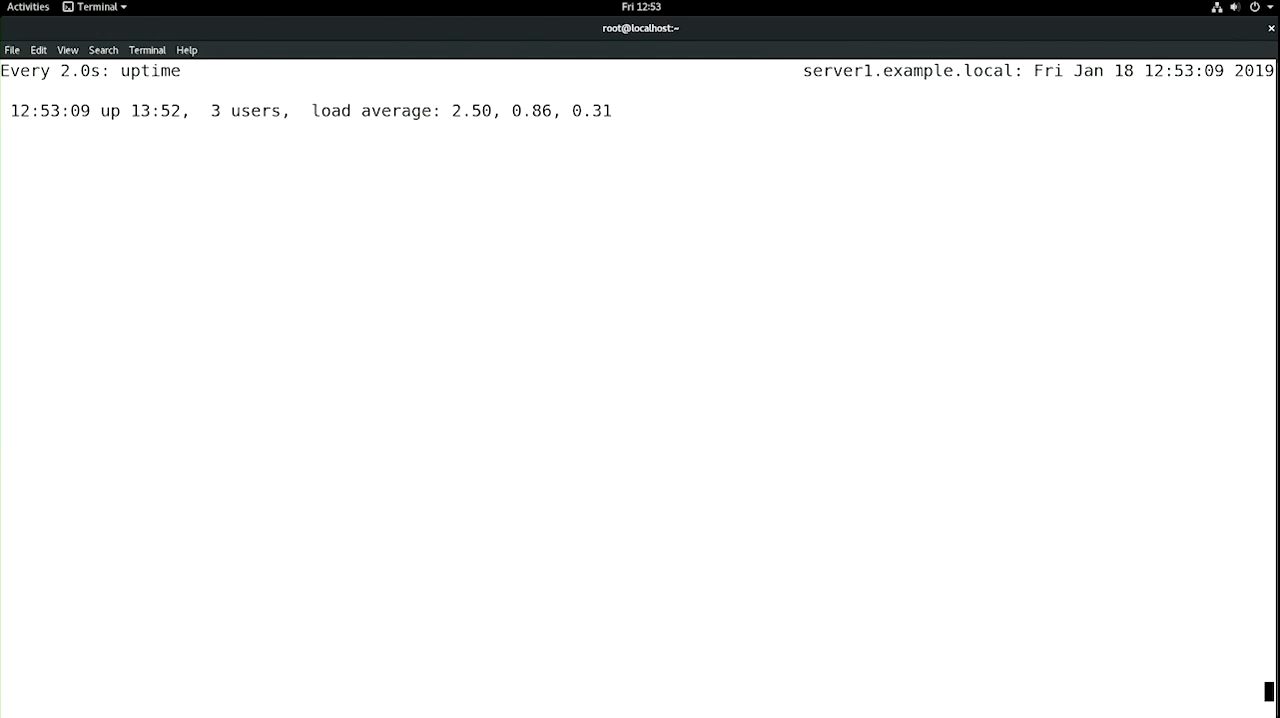 Activities Terminal Fri 12:53
root@localhost:~
File Edit View Search Terminal Help
Every 2.0s: uptime server1.example.local: Fri Jan 18 12:53:09 2019
12:53:09 up 13:52, 3 users, load average: 2.50, 0.86, 0.31